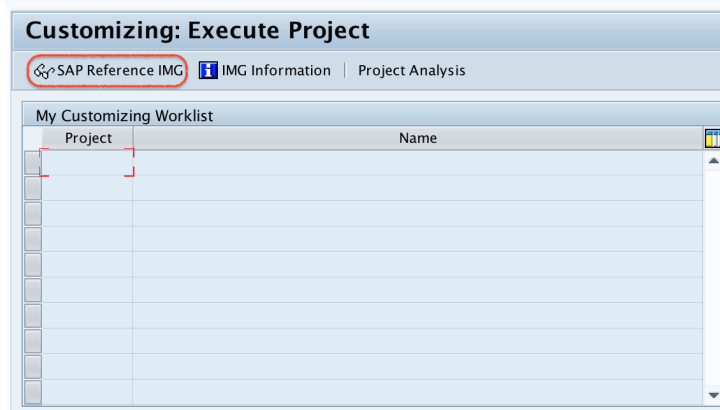 Customizing: Execute Project
SAP Reference IMG IMG Information Project Analysis
My Customizing Worklist
Project Name